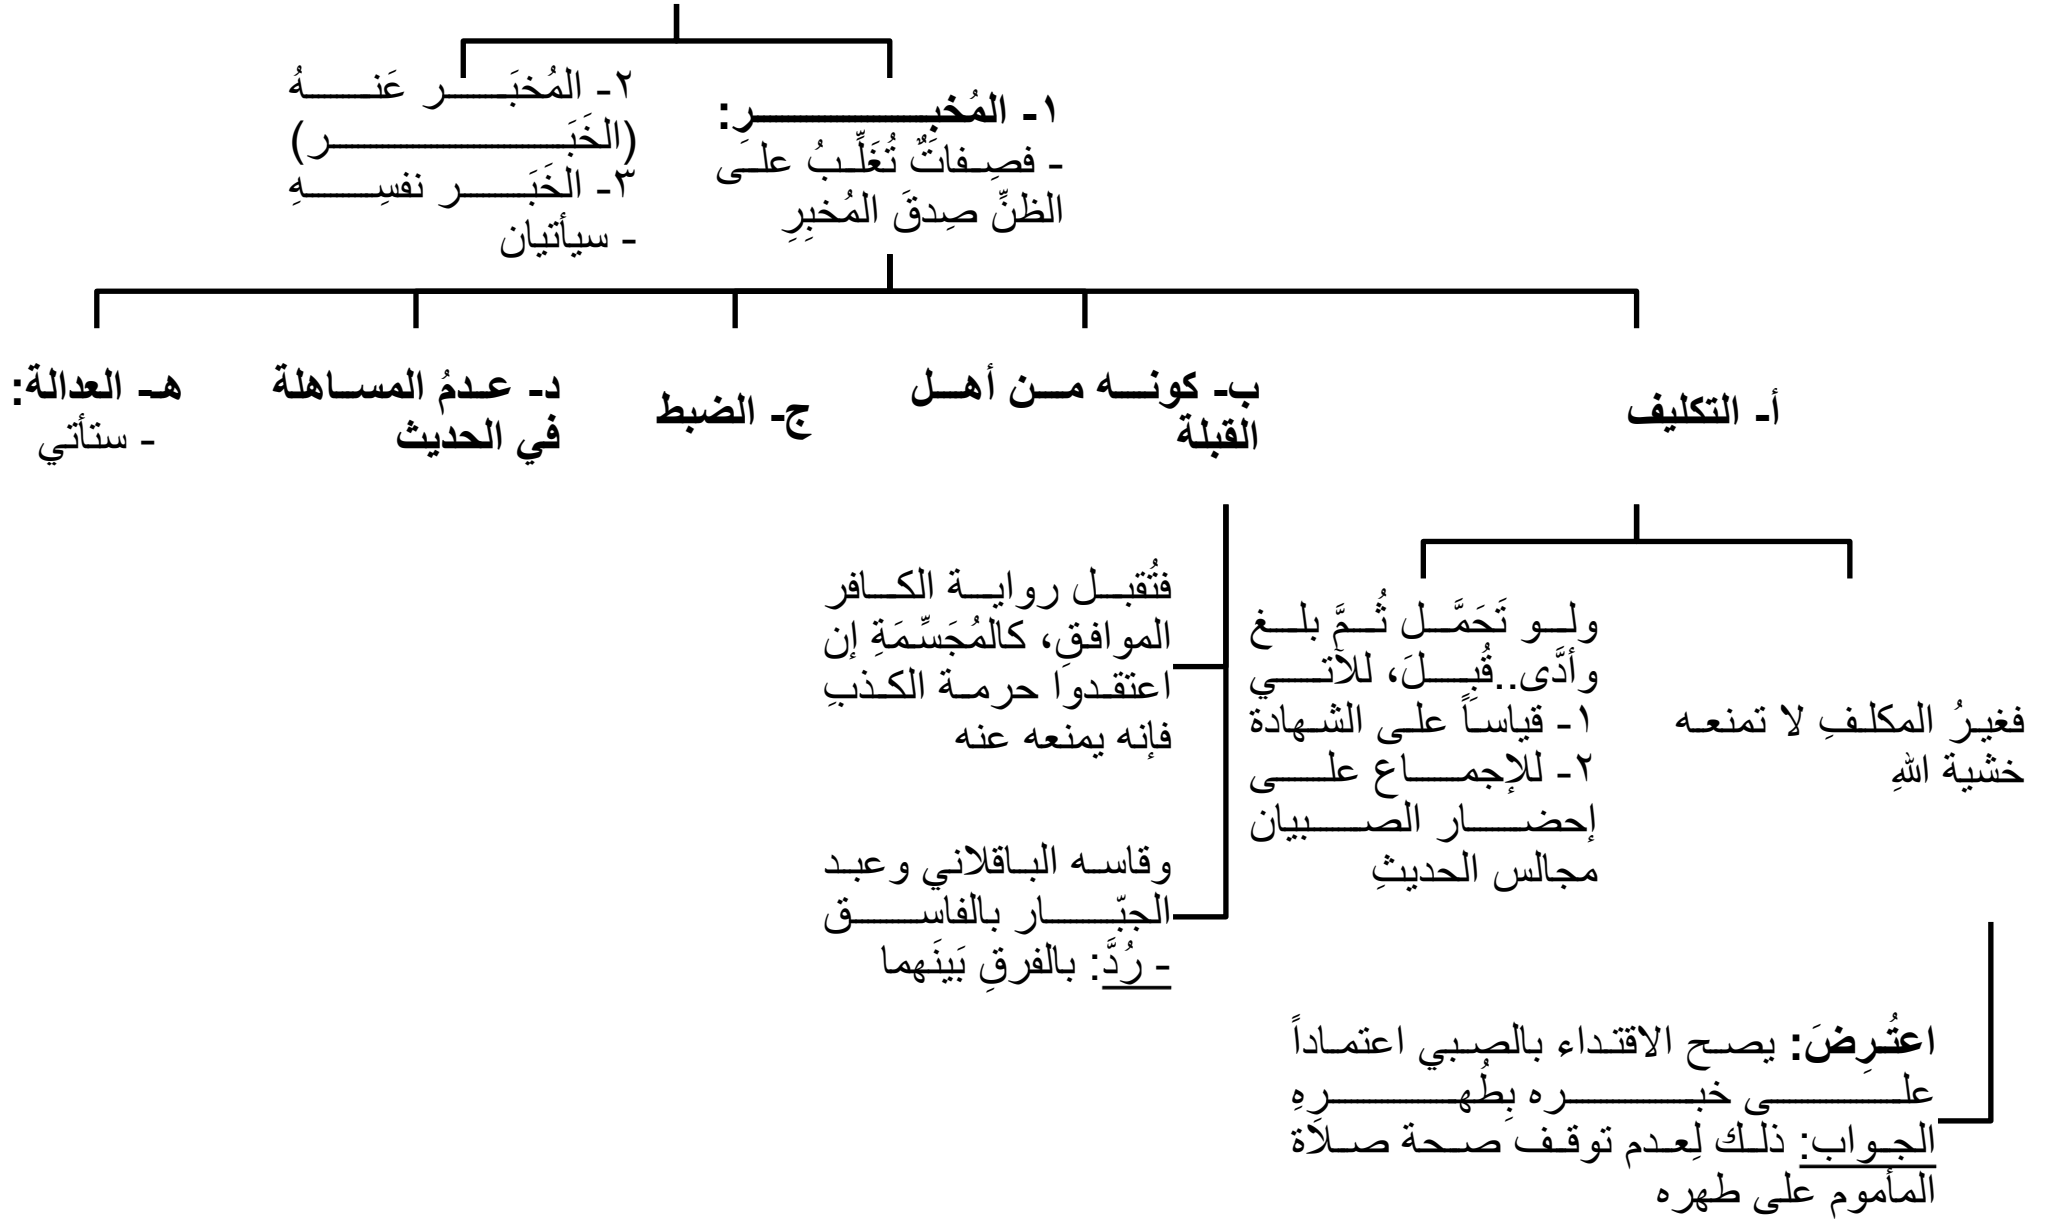 ١- المُخبِرِ:
- فصِفاتٌ تُغَلِّبُ على
الظنِّ صِدقَ المُخبِرِ
٢- المُخبَر عَنهُ
(الخَبَر)
٣- الخَبَر نفسِهِ
- سيأتيان
أ- التكليف
ب- كونه من أهل
القبلة
ج- الضبط
د- عدمُ المساهلة
في الحديث
هـ- العدالة:
- ستأتي
فغيرُ المكلفِ لا تمنعه
خشية اللهِ
ولو تَحَمَّل ثُمَّ بلغ
وأدَّى..قُبِلَ، للآتي
١- قياساً على الشهادة
٢- للإجماع على
إحضار الصبيان
مجالس الحديثِ
فتُقبل رواية الكافر
الموافقِ، كالمُجَسِّمَةِ إن
اعتقدوا حرمة الكذبِ
فإنه يمنعه عنه
وقاسه الباقلاني وعبد
الجبّار بالفاسق
- رُدَّ: بالفرقِ بَينَهما
اعتُرِضَ: يصح الاقتداء بالصبي اعتماداً
على خبره بِطُهرِهِ
الجواب: ذلك لِعدم توقف صحة صلاة
المأموم على طهره